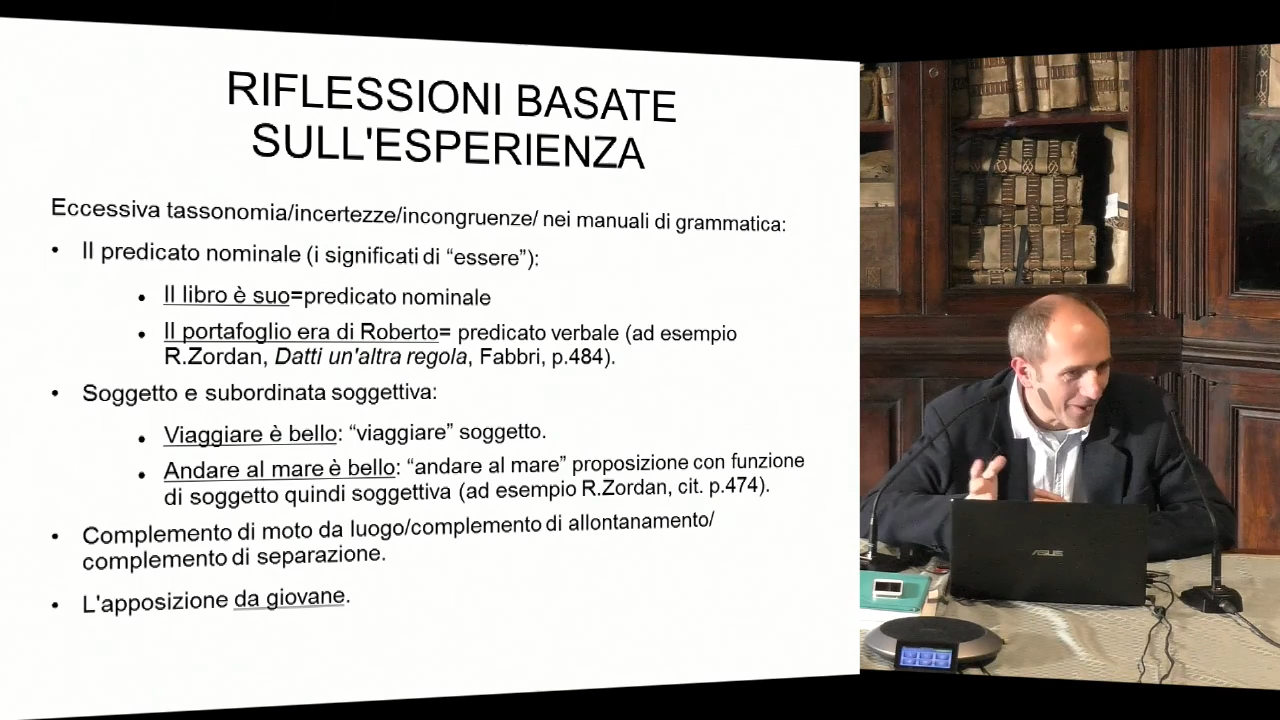 RIFLESSIONI BASATE
SULL'ESPERIENZA
Eccessiva tassonomia/incertezze/incongruenze/ nei manuali di grammatica:
• Il predicato nominale (i significati di “essere”):
• Il libro è suo=predicato nominale
• Il portafoglio era di Roberto= predicato verbale (ad esempio
R.Zordan, Datti un'altra regola, Fabbri, p.484).
• Soggetto e subordinata soggettiva:
• Viaggiare è bello: “viaggiare” soggetto.
• Andare al mare è bello: “andare al mare” proposizione con funzione
di soggetto quindi soggettiva (ad esempio R.Zordan, cit. p.474).
• Complemento di moto da luogo/complemento di allontanamento/
complemento di separazione.
• L'apposizione da giovane.
ASUS